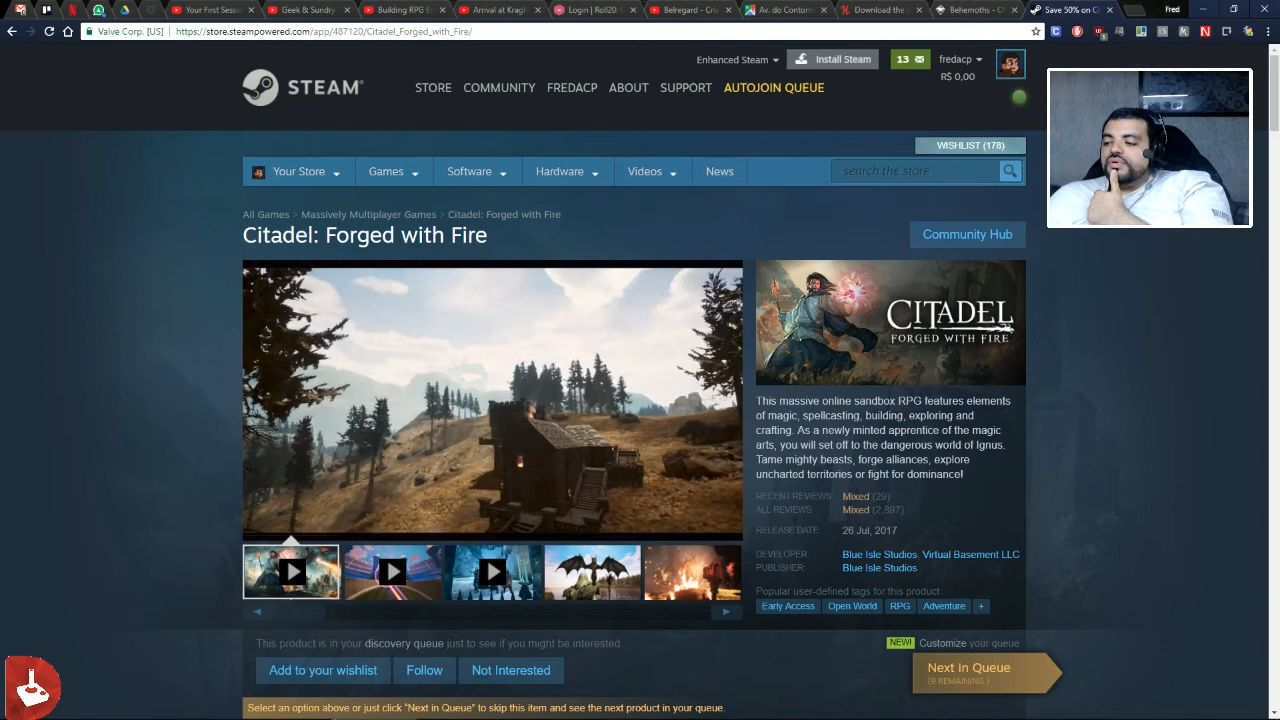 Your First Sess
Geek & Sundry
Building RPG E
Arrival at Kragh
Login | Roll20:
Belregard - Crie
Av. do Contorn
Download the
Behemoths - O
Save 50% on Ci
Fred
Valve Corp. [US] | https://store.steampowered.com/app/487120/Citadel_Forged_with_Fire/
Enhanced Steam
Install Steam
13
fredacp
R$ 0,00
STEAM
STORE COMMUNITY FREDACP ABOUT SUPPORT AUTOJOIN QUEUE
WISHLIST (178)
Your Store Games Software Hardware Videos News
search the store
All Games > Massively Multiplayer Games > Citadel: Forged with Fire
Citadel: Forged with Fire
Community Hub
CITADEL
FORGED WITH FIRE
This massive online sandbox RPG features elements
of magic, spellcasting, building, exploring and
crafting. As a newly minted apprentice of the magic
arts, you will set off to the dangerous world of Ignus.
Tame mighty beasts, forge alliances, explore
uncharted territories or fight for dominance!
RECENT REVIEWS: Mixed (29)
ALL REVIEWS: Mixed (2,897)
RELEASE DATE: 26 Jul, 2017
DEVELOPER: Blue Isle Studios, Virtual Basement LLC
PUBLISHER: Blue Isle Studios
Popular user-defined tags for this product:
Early Access Open World RPG Adventure +
This product is in your discovery queue just to see if you might be interested.
NEW! Customize your queue
Add to your wishlist
Follow
Not Interested
Next in Queue
(9 REMAINING )
Select an option above or just click "Next in Queue" to skip this item and see the next product in your queue.